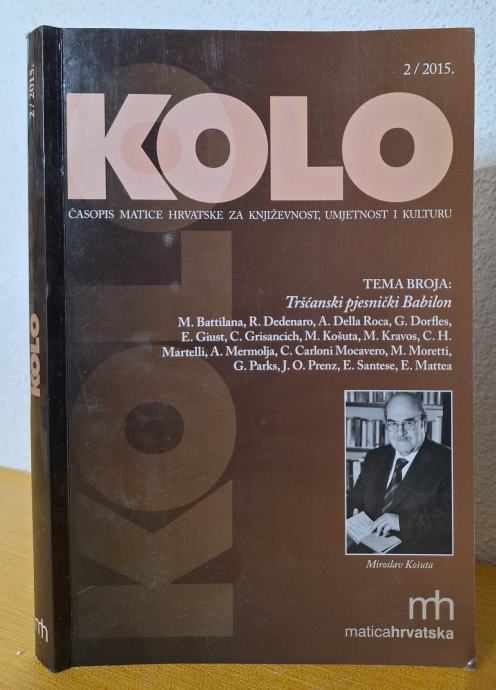 2 / 2015.
KOLO
ČASOPIS MATICE HRVATSKE ZA KNJIŽEVNOST, UMJETNOST I KULTURU
TEMA BROJA:
Tršćanski pjesnički Babilon
M. Battilana, R. Dedenaro, A. Della Roca, G. Dorfles,
E. Giust, C. Grisancich, M. Košuta, M. Kravos, C. H.
Martelli, A. Mermolja, C. Carloni Mocavero, M. Moretti,
G. Parks, J. O. Prenz, E. Santese, E. Mattea
Miroslav Košuta
mh
maticahrvatska
KOLO
2 / 2015.
KOLO
mh